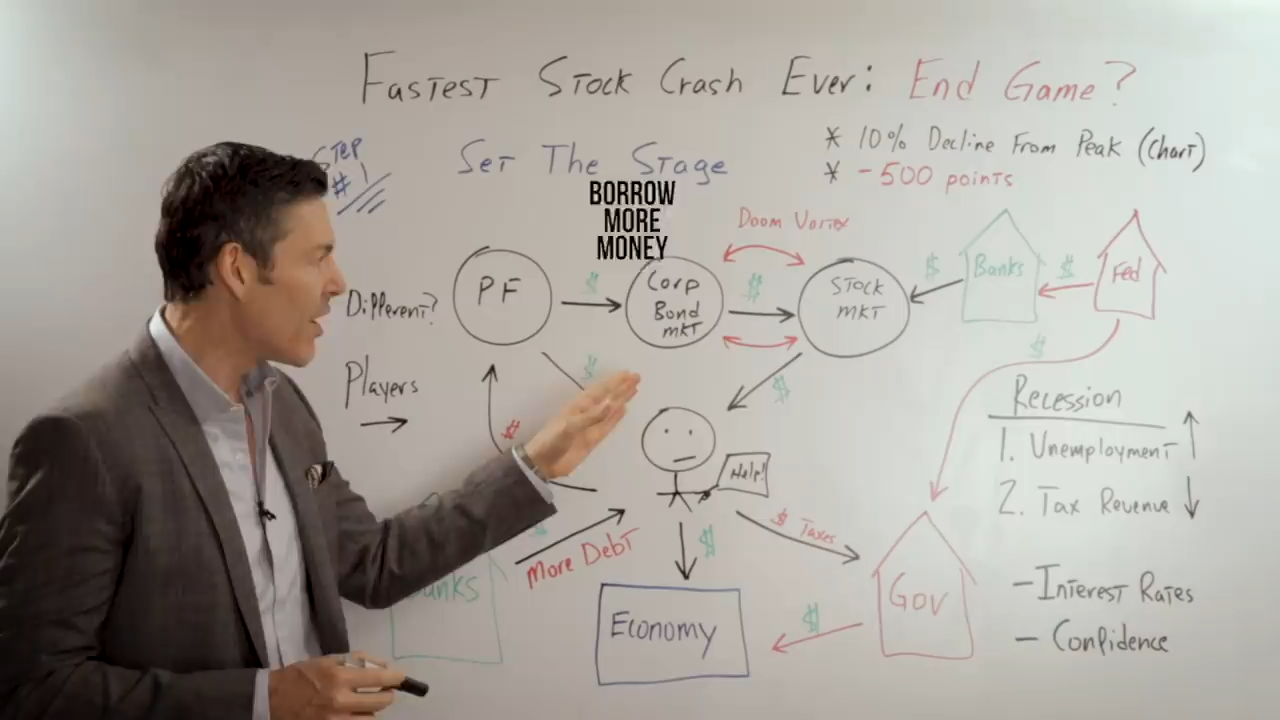 Fastest Stock Crash Ever: End Game?
Step
#1
Set The Stage
* 10% Decline From Peak (Chart)
* -500 points
BORROW
MORE
MONEY
Doom Vortex
Different?
Players
PF
$
Corp
Bond
mkt
$
Stock
mkt
$
Banks
$
Fed
$
$
$
$
Help!
Recession
1. Unemployment
2. Tax Revenue
More Debt
$
$ Taxes
Economy
$
Gov
- Interest Rates
- Confidence